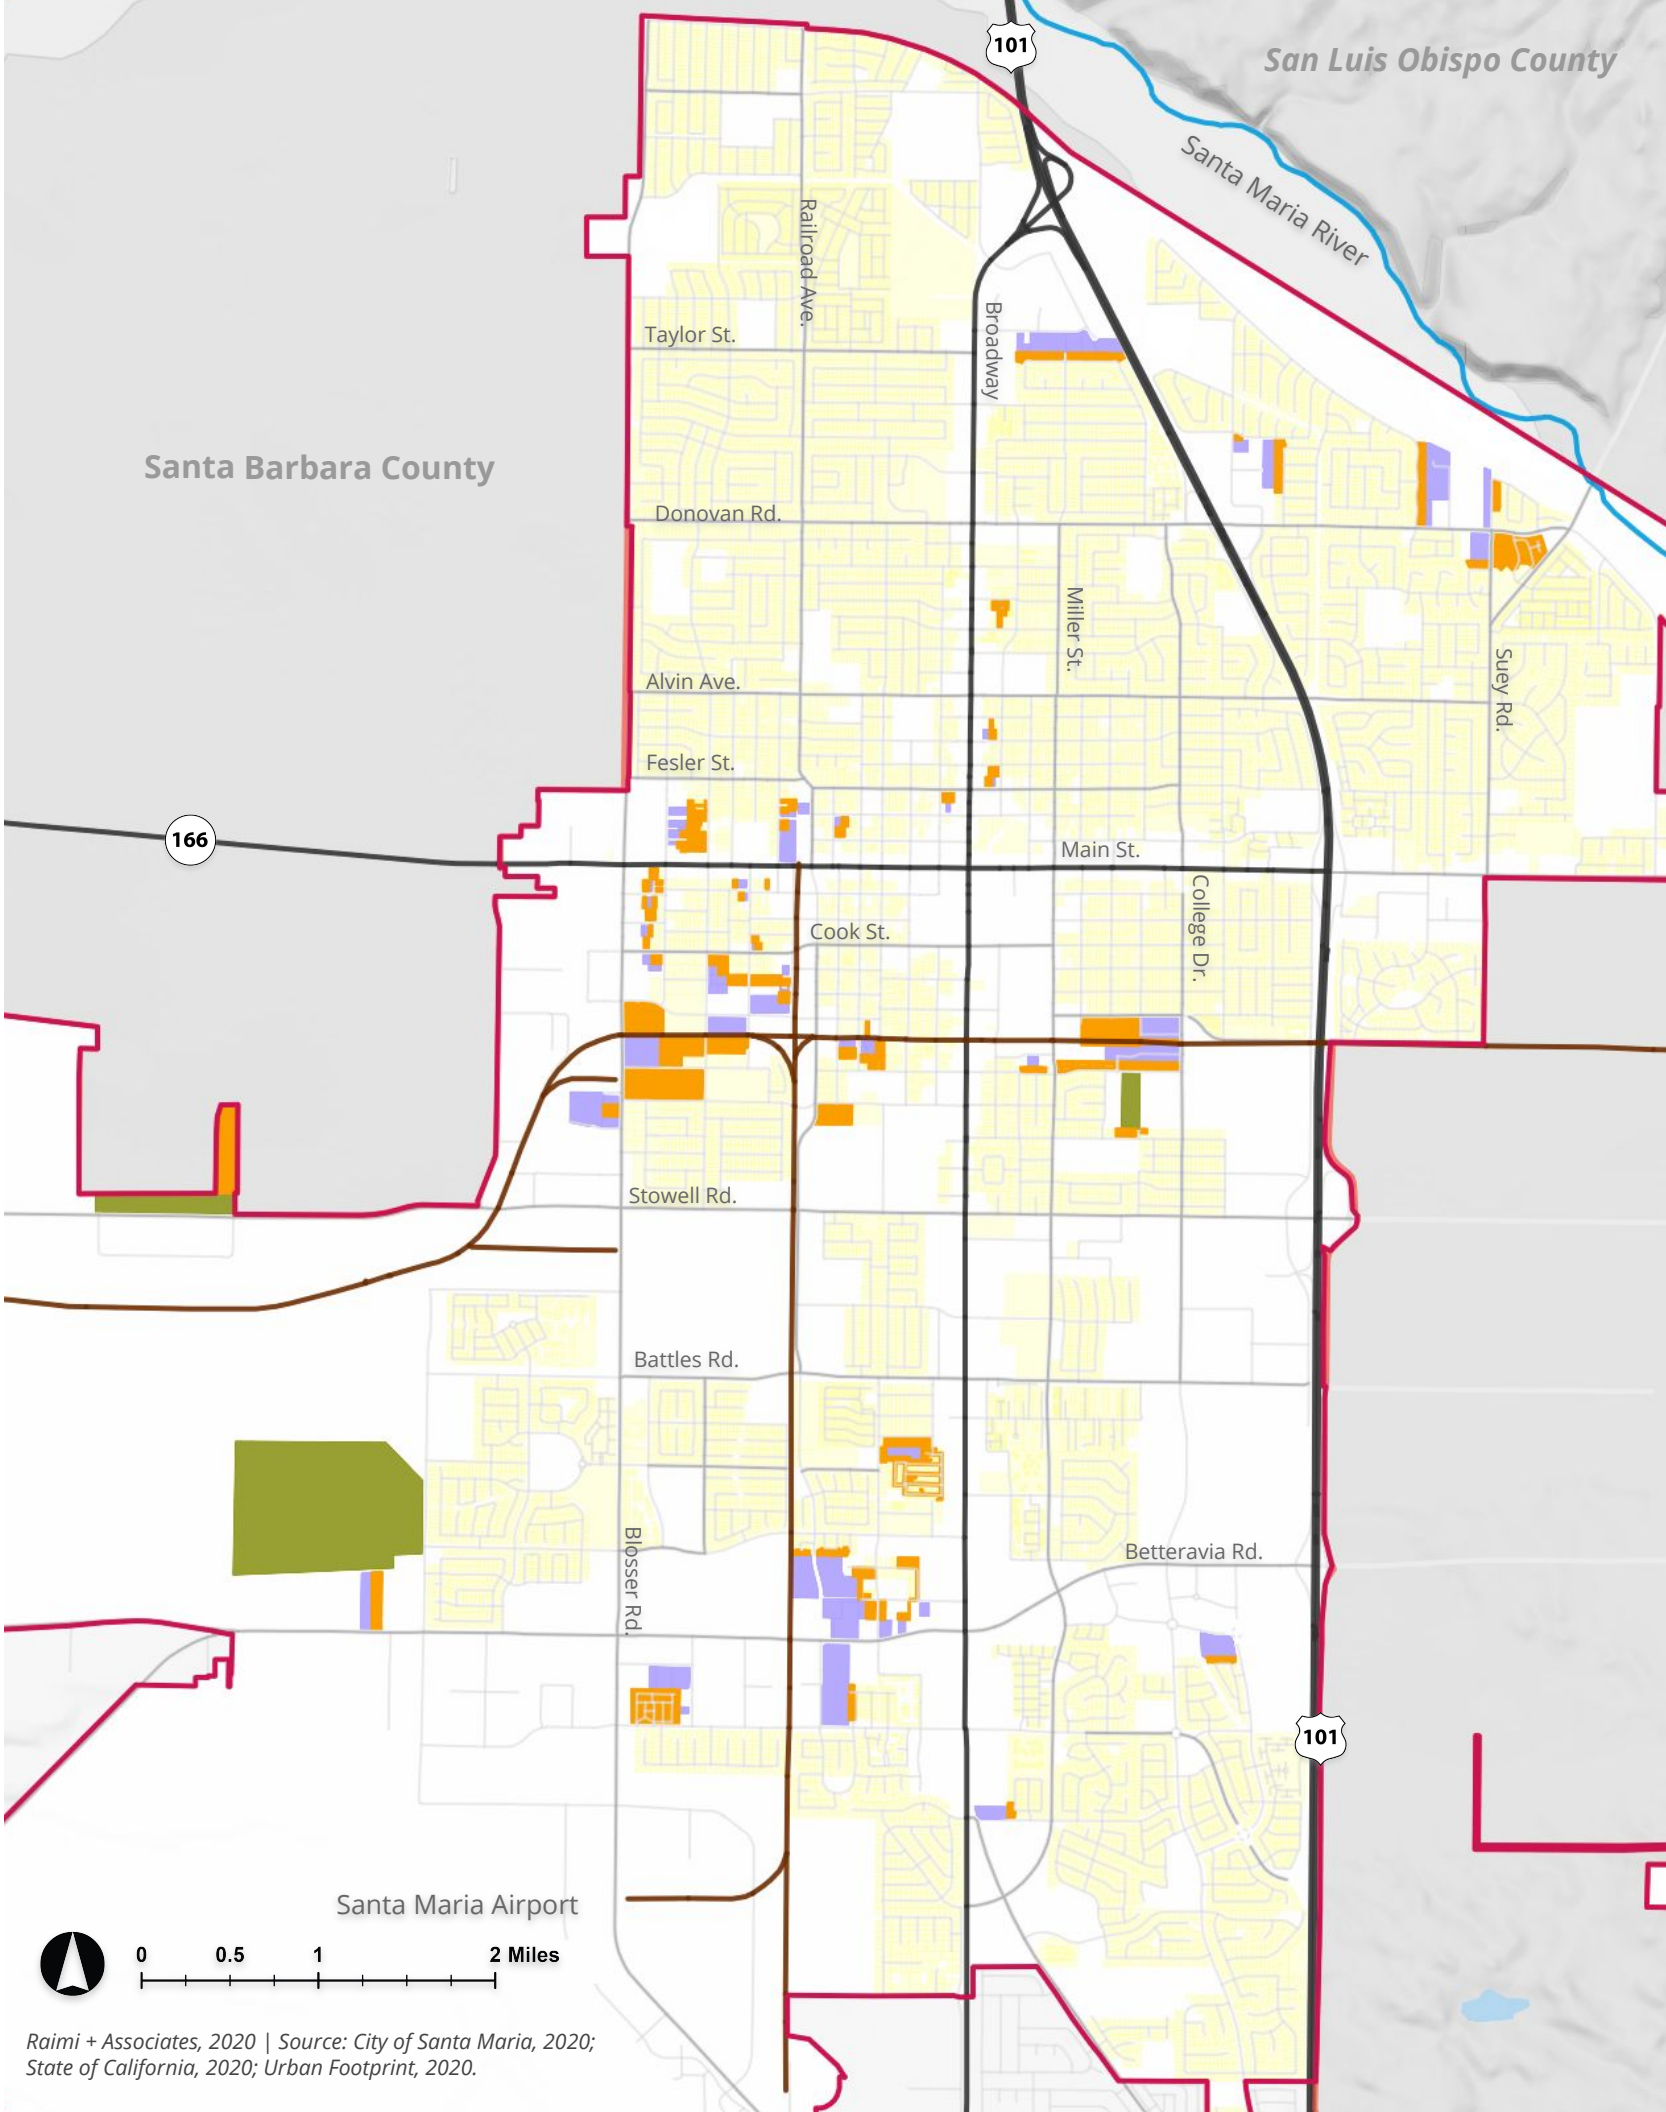 101
San Luis Obispo County
Santa Maria River
Railroad Ave.
Broadway
Taylor St.
Santa Barbara County
Donovan Rd.
Miller St.
Suey Rd.
Alvin Ave.
Fesler St.
166
Main St.
College Dr.
Cook St.
Stowell Rd.
Battles Rd.
Blosser Rd.
Betteravia Rd.
101
Santa Maria Airport
0 0.5 1 2 Miles
Raimi + Associates, 2020 | Source: City of Santa Maria, 2020;
State of California, 2020; Urban Footprint, 2020.